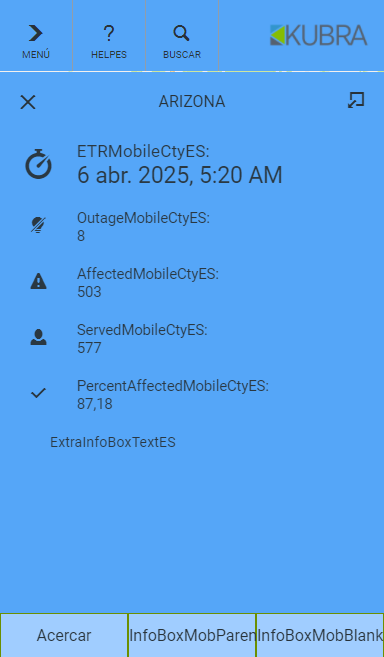 MENÚ
HELPES
BUSCAR
KUBRA
ARIZONA
ETRMobileCtyES:
6 abr. 2025, 5:20 AM
OutageMobileCtyES:
8
AffectedMobileCtyES:
503
ServedMobileCtyES:
577
PercentAffectedMobileCtyES:
87,18
ExtraInfoBoxTextES
Acercar
InfoBoxMobParen
InfoBoxMobBlank